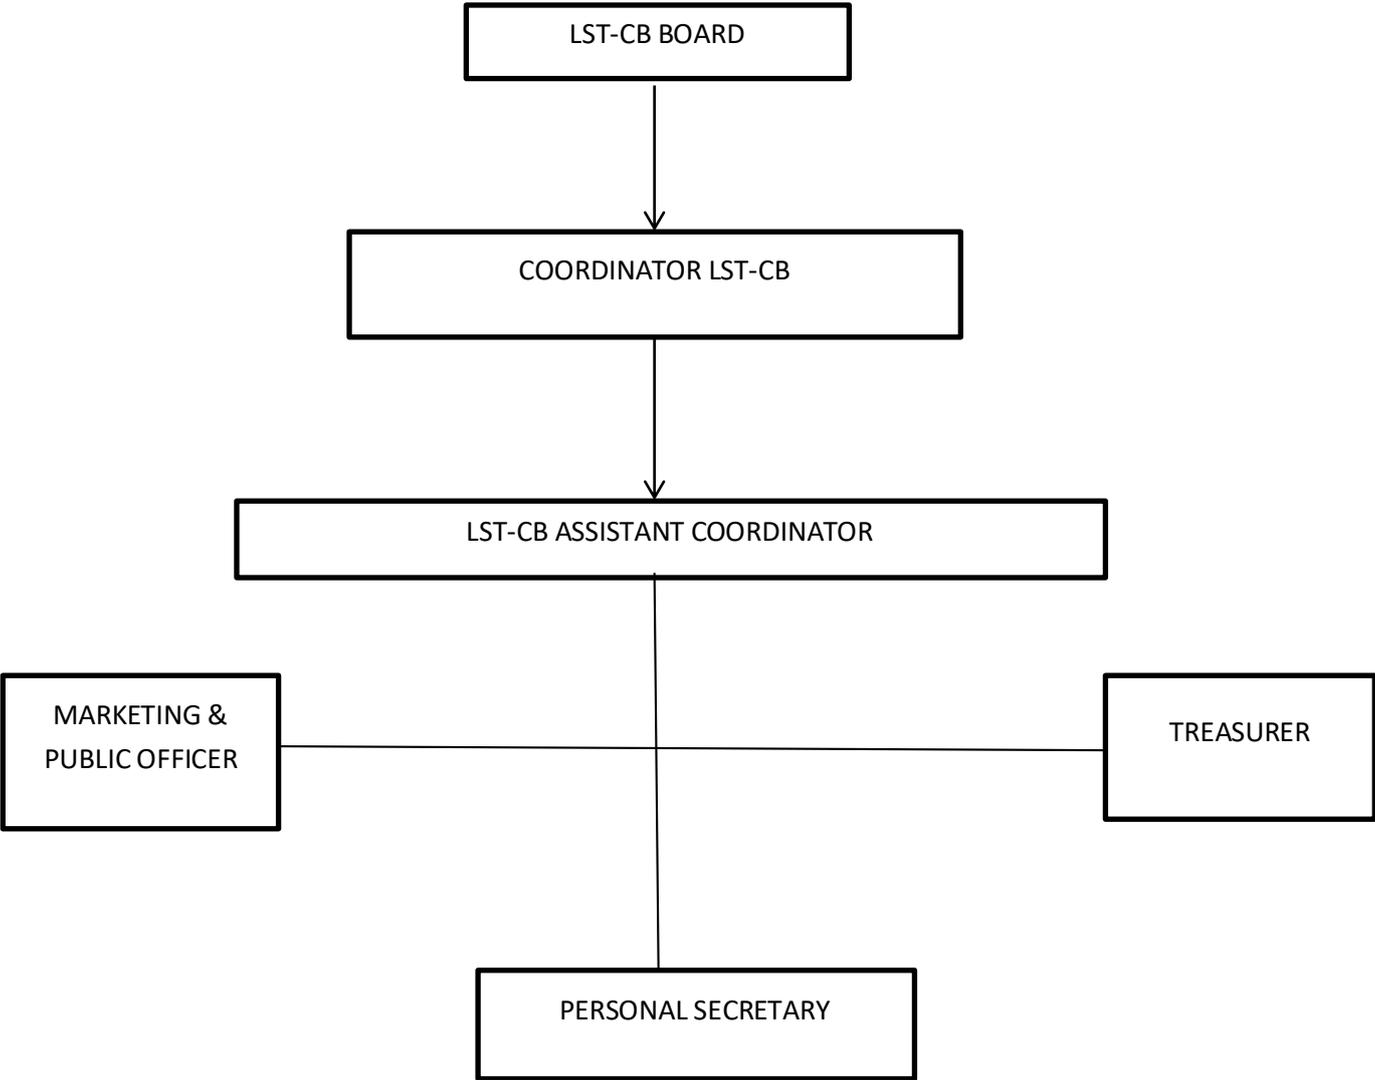 LST-CB BOARD
COORDINATOR LST-CB
LST-CB ASSISTANT COORDINATOR
MARKETING &
PUBLIC OFFICER
TREASURER
PERSONAL SECRETARY